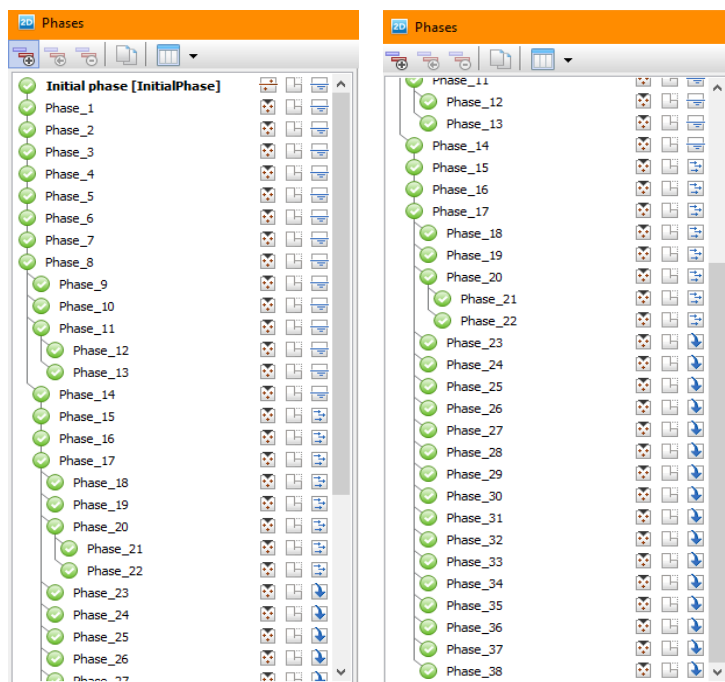 2D Phases
Initial phase [InitialPhase]
Phase_1
Phase_2
Phase_3
Phase_4
Phase_5
Phase_6
Phase_7
Phase_8
Phase_9
Phase_10
Phase_11
Phase_12
Phase_13
Phase_14
Phase_15
Phase_16
Phase_17
Phase_18
Phase_19
Phase_20
Phase_21
Phase_22
Phase_23
Phase_24
Phase_25
Phase_26
Phase_27
2D Phases
Phase_11
Phase_12
Phase_13
Phase_14
Phase_15
Phase_16
Phase_17
Phase_18
Phase_19
Phase_20
Phase_21
Phase_22
Phase_23
Phase_24
Phase_25
Phase_26
Phase_27
Phase_28
Phase_29
Phase_30
Phase_31
Phase_32
Phase_33
Phase_34
Phase_35
Phase_36
Phase_37
Phase_38